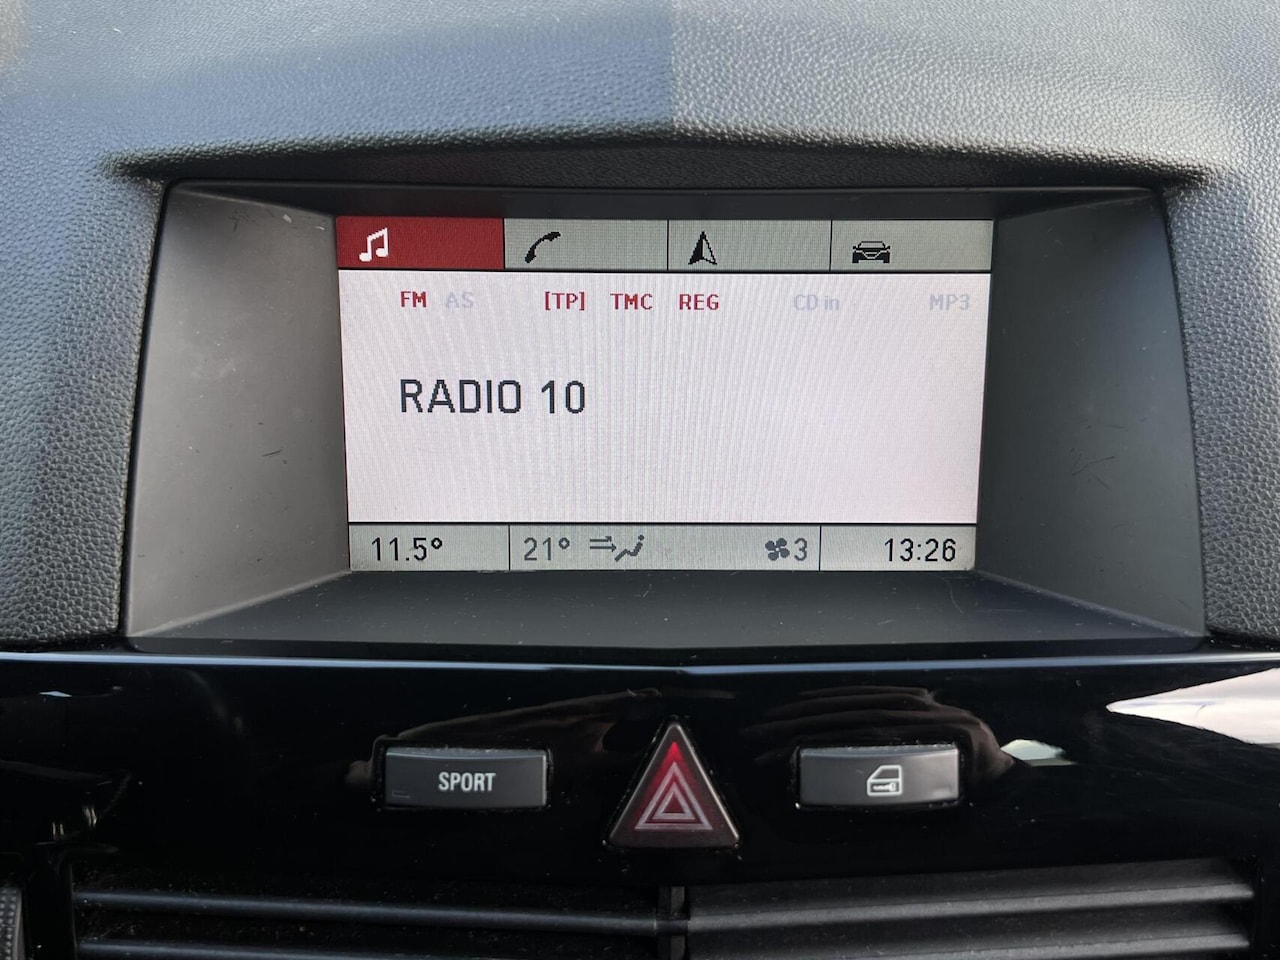 FM AS [TP] TMC REG CD in MP3
RADIO 10
11.5° 21° 3 13:26
SPORT